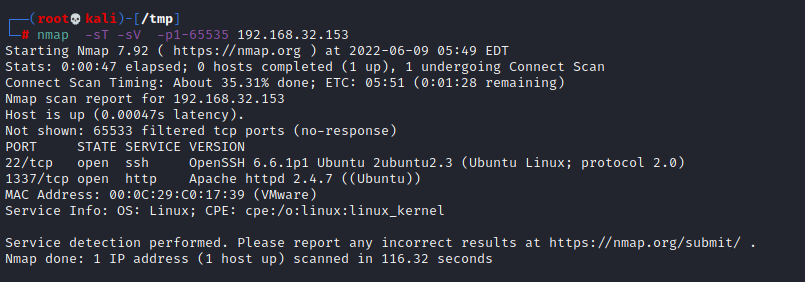 ┌──(root💀kali)-[/tmp]
└─# nmap  -sT -sV  -p1-65535 192.168.32.153
Starting Nmap 7.92 ( https://nmap.org ) at 2022-06-09 05:49 EDT
Stats: 0:00:47 elapsed; 0 hosts completed (1 up), 1 undergoing Connect Scan
Connect Scan Timing: About 35.31% done; ETC: 05:51 (0:01:28 remaining)
Nmap scan report for 192.168.32.153
Host is up (0.00047s latency).
Not shown: 65533 filtered tcp ports (no-response)
PORT     STATE SERVICE VERSION
22/tcp   open  ssh     OpenSSH 6.6.1p1 Ubuntu 2ubuntu2.3 (Ubuntu Linux; protocol 2.0)
1337/tcp open  http    Apache httpd 2.4.7 ((Ubuntu))
MAC Address: 00:0C:29:C0:17:39 (VMware)
Service Info: OS: Linux; CPE: cpe:/o:linux:linux_kernel

Service detection performed. Please report any incorrect results at https://nmap.org/submit/ .
Nmap done: 1 IP address (1 host up) scanned in 116.32 seconds